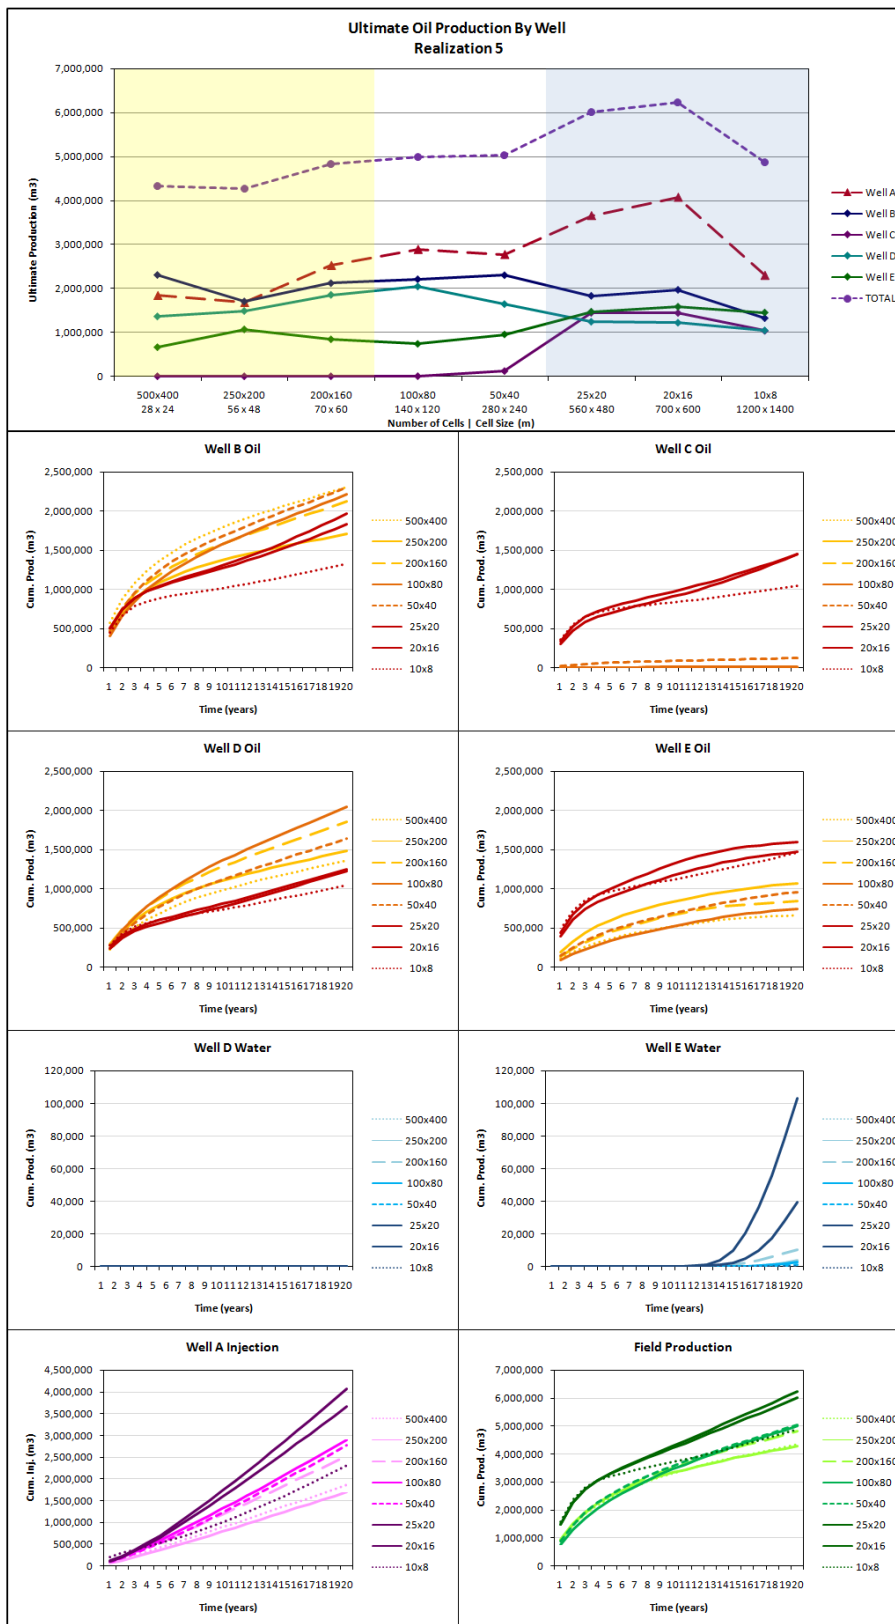 Ultimate Oil Production By Well
Realization 5
Ultimate Production (m3)
7,000,000
6,000,000
5,000,000
4,000,000
3,000,000
2,000,000
1,000,000
0
500x400 250x200 200x160 100x80 50x40 25x20 20x16 10x8
28 x 24 56 x 48 70 x 60 140 x 120 280 x 240 560 x 480 700 x 600 1200 x 1400
Number of Cells | Cell Size (m)
Well A
Well B
Well C
Well D
Well E
TOTAL
Well B Oil
Cum. Prod. (m3)
2,500,000
2,000,000
1,500,000
1,000,000
500,000
0
1 2 3 4 5 6 7 8 9 10 11 12 13 14 15 16 17 18 19 20
Time (years)
500x400
250x200
200x160
100x80
50x40
25x20
20x16
10x8
Well C Oil
Cum. Prod. (m3)
2,500,000
2,000,000
1,500,000
1,000,000
500,000
0
1 2 3 4 5 6 7 8 9 10 11 12 13 14 15 16 17 18 19 20
Time (years)
500x400
250x200
200x160
100x80
50x40
25x20
20x16
10x8
Well D Oil
Cum. Prod. (m3)
2,500,000
2,000,000
1,500,000
1,000,000
500,000
0
1 2 3 4 5 6 7 8 9 10 11 12 13 14 15 16 17 18 19 20
Time (years)
500x400
250x200
200x160
100x80
50x40
25x20
20x16
10x8
Well E Oil
Cum. Prod. (m3)
2,500,000
2,000,000
1,500,000
1,000,000
500,000
0
1 2 3 4 5 6 7 8 9 10 11 12 13 14 15 16 17 18 19 20
Time (years)
500x400
250x200
200x160
100x80
50x40
25x20
20x16
10x8
Well D Water
Cum. Prod. (m3)
120,000
100,000
80,000
60,000
40,000
20,000
0
1 2 3 4 5 6 7 8 9 10 11 12 13 14 15 16 17 18 19 20
Time (years)
500x400
250x200
200x160
100x80
50x40
25x20
20x16
10x8
Well E Water
Cum. Prod. (m3)
120,000
100,000
80,000
60,000
40,000
20,000
0
1 2 3 4 5 6 7 8 9 10 11 12 13 14 15 16 17 18 19 20
Time (years)
500x400
250x200
200x160
100x80
50x40
25x20
20x16
10x8
Well A Injection
Cum. Inj. (m3)
4,500,000
4,000,000
3,500,000
3,000,000
2,500,000
2,000,000
1,500,000
1,000,000
500,000
0
1 2 3 4 5 6 7 8 9 10 11 12 13 14 15 16 17 18 19 20
Time (years)
500x400
250x200
200x160
100x80
50x40
25x20
20x16
10x8
Field Production
Cum. Prod. (m3)
7,000,000
6,000,000
5,000,000
4,000,000
3,000,000
2,000,000
1,000,000
0
1 2 3 4 5 6 7 8 9 10 11 12 13 14 15 16 17 18 19 20
Time (years)
500x400
250x200
200x160
100x80
50x40
25x20
20x16
10x8